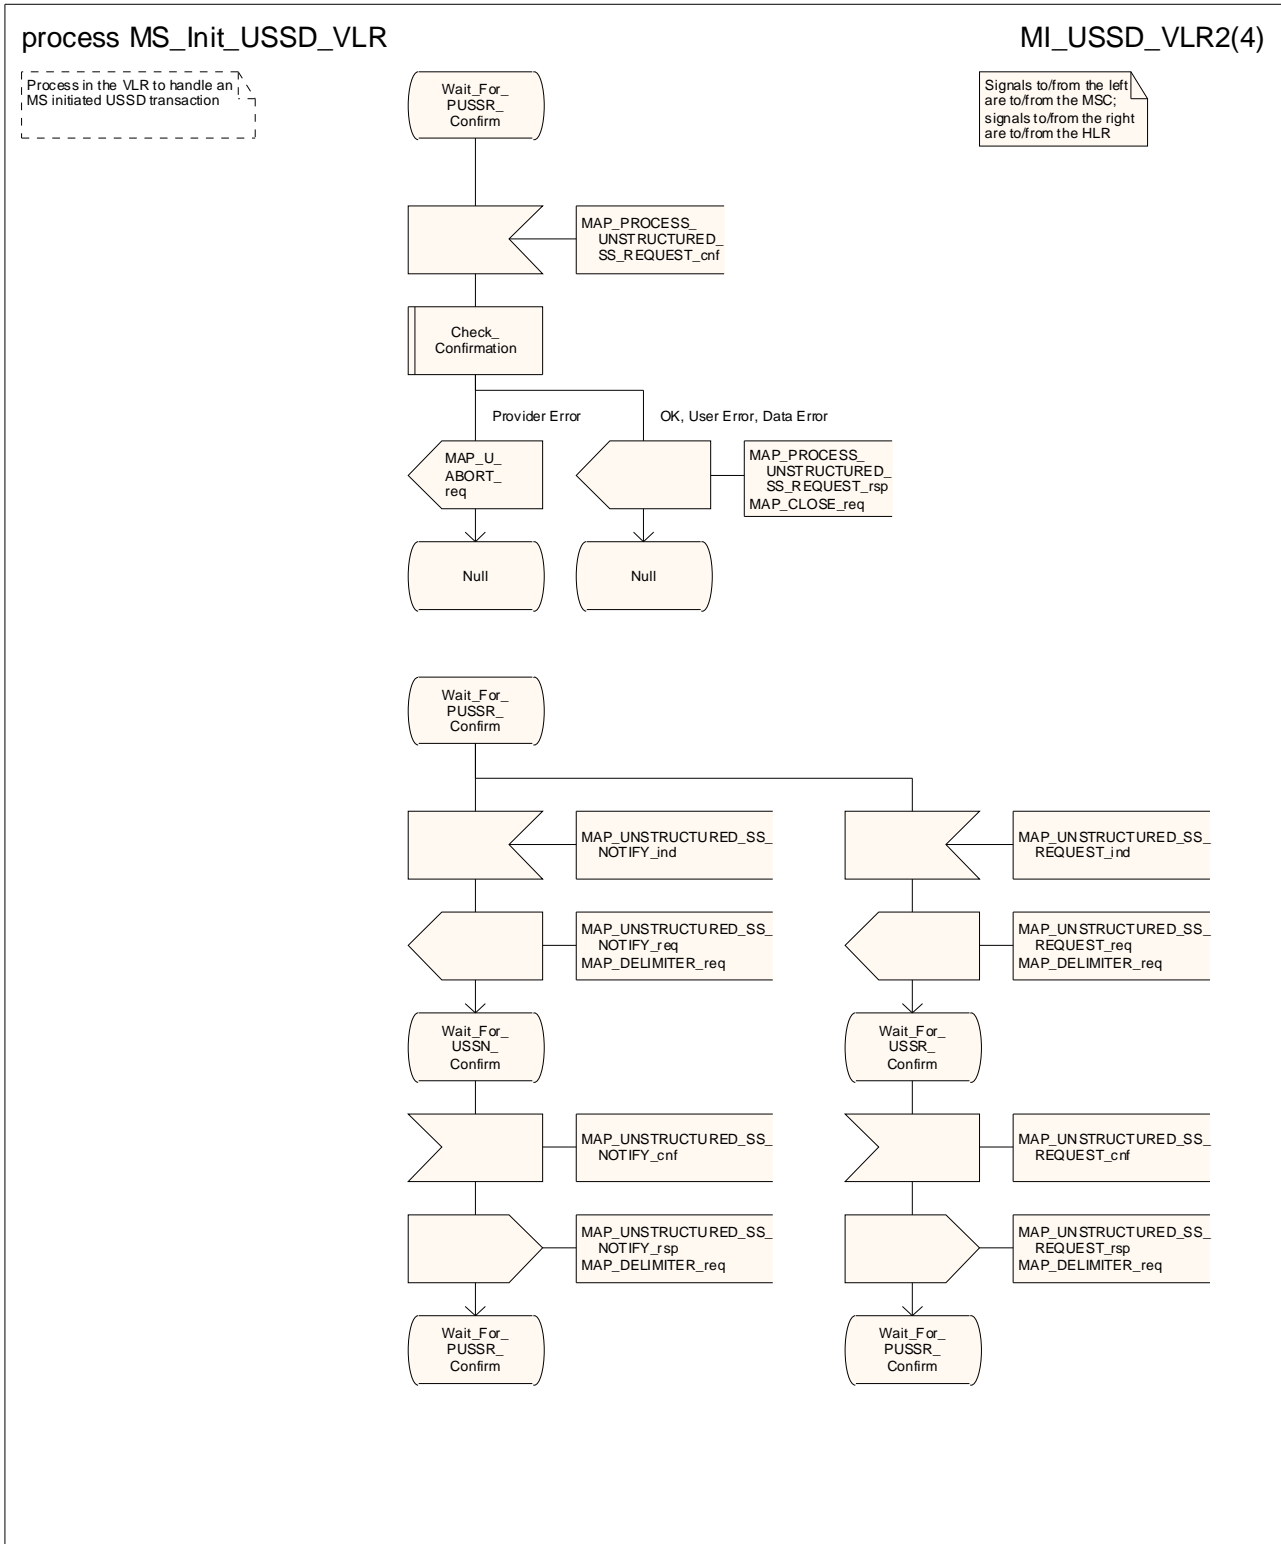 process MS_Init_USSD_VLR
MI_USSD_VLR2(4)
Process in the VLR to handle an
MS initiated USSD transaction
Signals to/from the left
are to/from the MSC;
signals to/from the right
are to/from the HLR
Wait_For_
PUSSR_
Confirm
MAP_PROCESS_
UNSTRUCTURED_
SS_REQUEST_cnf
Check_
Confirmation
Provider Error
OK, User Error, Data Error
MAP_U_
ABORT_
req
MAP_PROCESS_
UNSTRUCTURED_
SS_REQUEST_rsp
MAP_CLOSE_req
Null
Null
Wait_For_
PUSSR_
Confirm
MAP_UNSTRUCTURED_SS_
NOTIFY_ind
MAP_UNSTRUCTURED_SS_
REQUEST_ind
MAP_UNSTRUCTURED_SS_
NOTIFY_req
MAP_DELIMITER_req
MAP_UNSTRUCTURED_SS_
REQUEST_req
MAP_DELIMITER_req
Wait_For_
USSN_
Confirm
Wait_For_
USSR_
Confirm
MAP_UNSTRUCTURED_SS_
NOTIFY_cnf
MAP_UNSTRUCTURED_SS_
REQUEST_cnf
MAP_UNSTRUCTURED_SS_
NOTIFY_rsp
MAP_DELIMITER_req
MAP_UNSTRUCTURED_SS_
REQUEST_rsp
MAP_DELIMITER_req
Wait_For_
PUSSR_
Confirm
Wait_For_
PUSSR_
Confirm